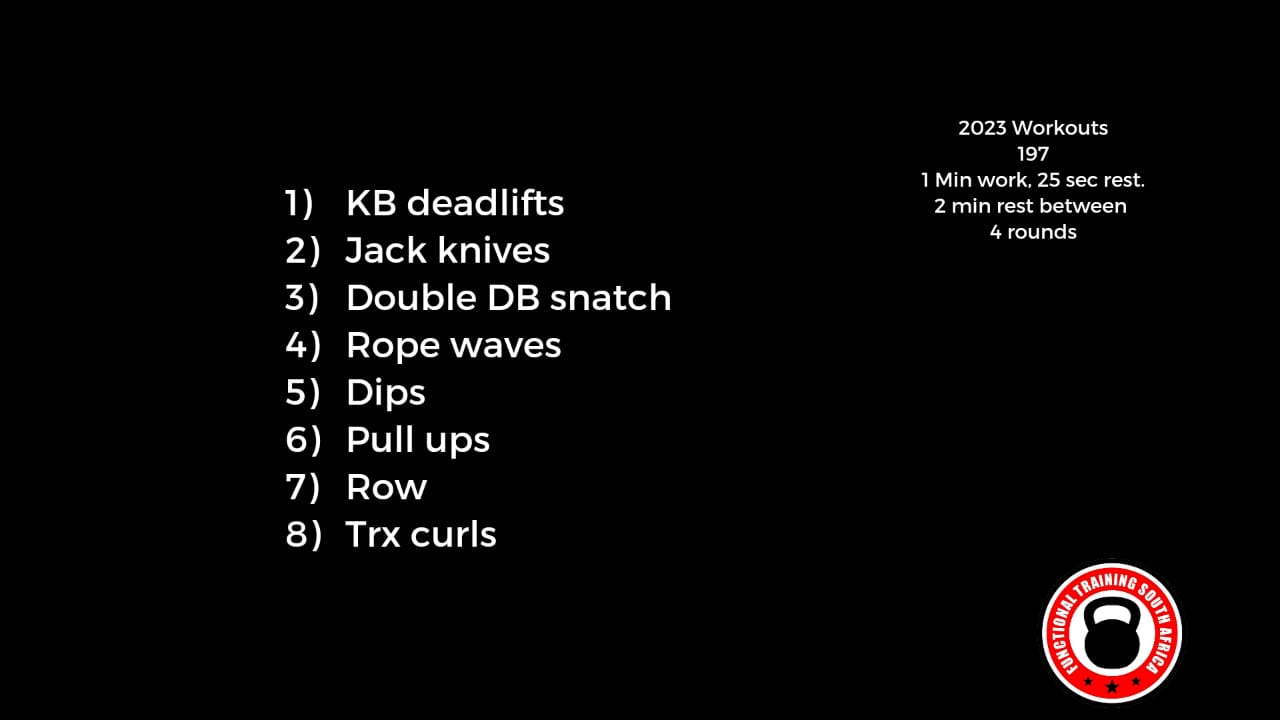 2023 Workouts
197
1 Min work, 25 sec rest.
2 min rest between
4 rounds
1) KB deadlifts
2) Jack knives
3) Double DB snatch
4) Rope waves
5) Dips
6) Pull ups
7) Row
8) Trx curls
FUNCTIONAL TRAINING SOUTH AFRICA